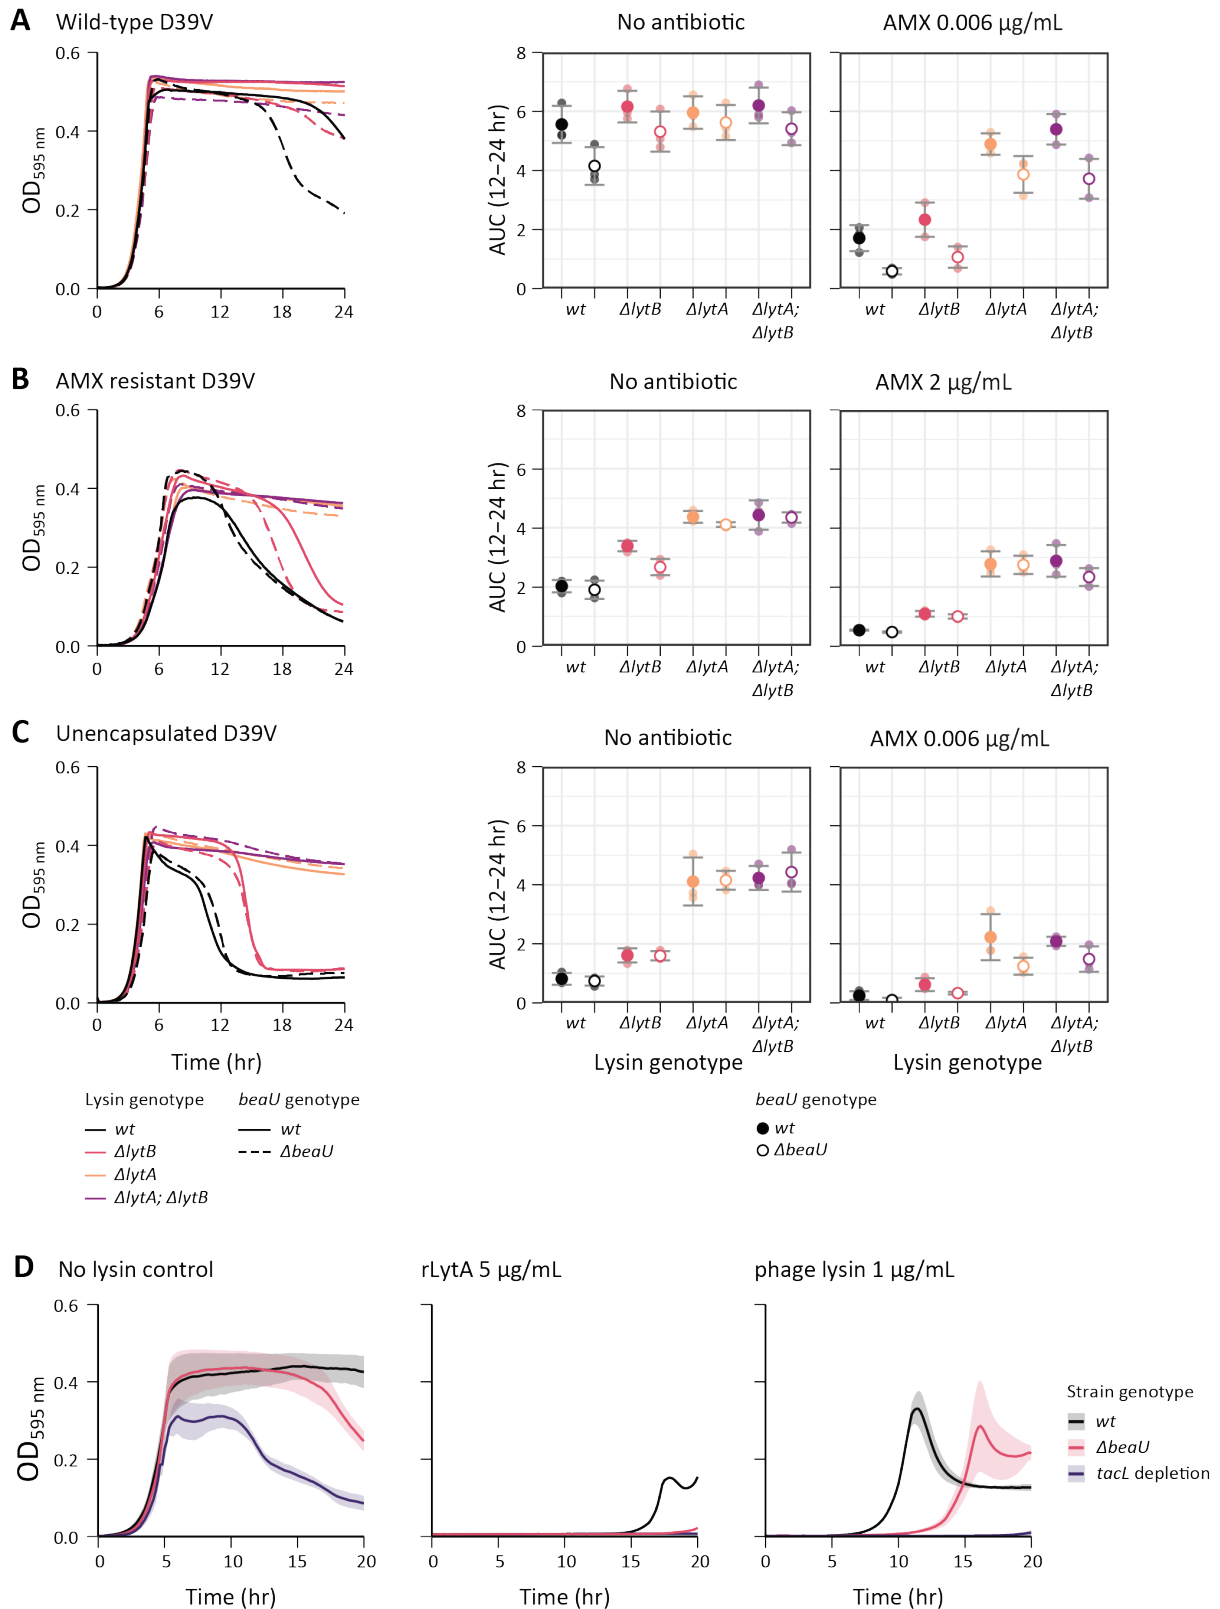 A Wild-type D39V No antibiotic AMX 0.006 µg/mL
0.6
0.4
0.2
0.0
OD595 nm
0 6 12 18 24
8
6
4
2
0
AUC (12–24 hr)
wt ΔlytB ΔlytA ΔlytA;
ΔlytB
wt ΔlytB ΔlytA ΔlytA;
ΔlytB
B AMX resistant D39V No antibiotic AMX 2 µg/mL
0.6
0.4
0.2
0.0
OD595 nm
0 6 12 18 24
8
6
4
2
0
AUC (12–24 hr)
wt ΔlytB ΔlytA ΔlytA;
ΔlytB
wt ΔlytB ΔlytA ΔlytA;
ΔlytB
C Unencapsulated D39V No antibiotic AMX 0.006 µg/mL
0.6
0.4
0.2
0.0
OD595 nm
0 6 12 18 24
Time (hr)
8
6
4
2
0
AUC (12–24 hr)
wt ΔlytB ΔlytA ΔlytA;
ΔlytB
Lysin genotype
wt ΔlytB ΔlytA ΔlytA;
ΔlytB
Lysin genotype
Lysin genotype
wt
ΔlytB
ΔlytA
ΔlytA; ΔlytB
beaU genotype
wt
ΔbeaU
beaU genotype
wt
ΔbeaU
D No lysin control rLytA 5 µg/mL phage lysin 1 µg/mL
0.6
0.4
0.2
0.0
OD595 nm
0 5 10 15 20
Time (hr)
0 5 10 15 20
Time (hr)
0 5 10 15 20
Time (hr)
Strain genotype
wt
ΔbeaU
tacL depletion